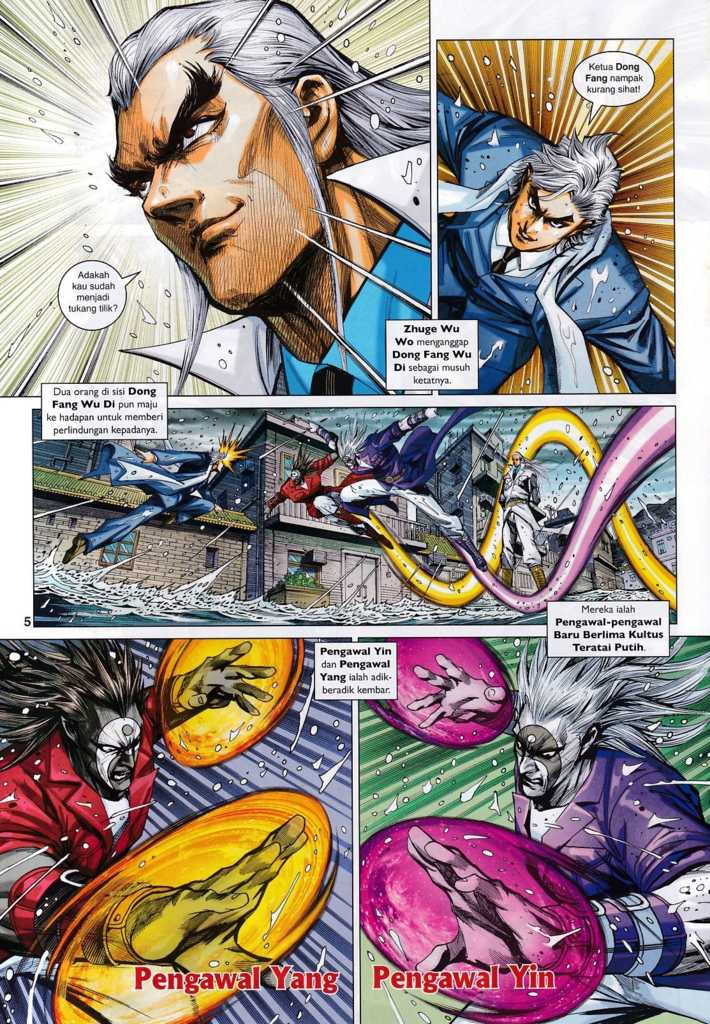 Adakah
kau sudah
menjadi
tukang tilik?
Ketua Dong
Fang nampak
kurang sihat!
Zhuge Wu
Wo menganggap
Dong Fang Wu
Di sebagai musuh
ketatnya.
Dua orang di sisi Dong
Fang Wu Di pun maju
ke hadapan untuk memberi
perlindungan kepadanya.
Mereka ialah
Pengawal-pengawal
Baru Berlima Kultus
Teratai Putih.
5
Pengawal Yin
dan Pengawal
Yang ialah adik-
beradik kembar.
Pengawal Yang
Pengawal Yin